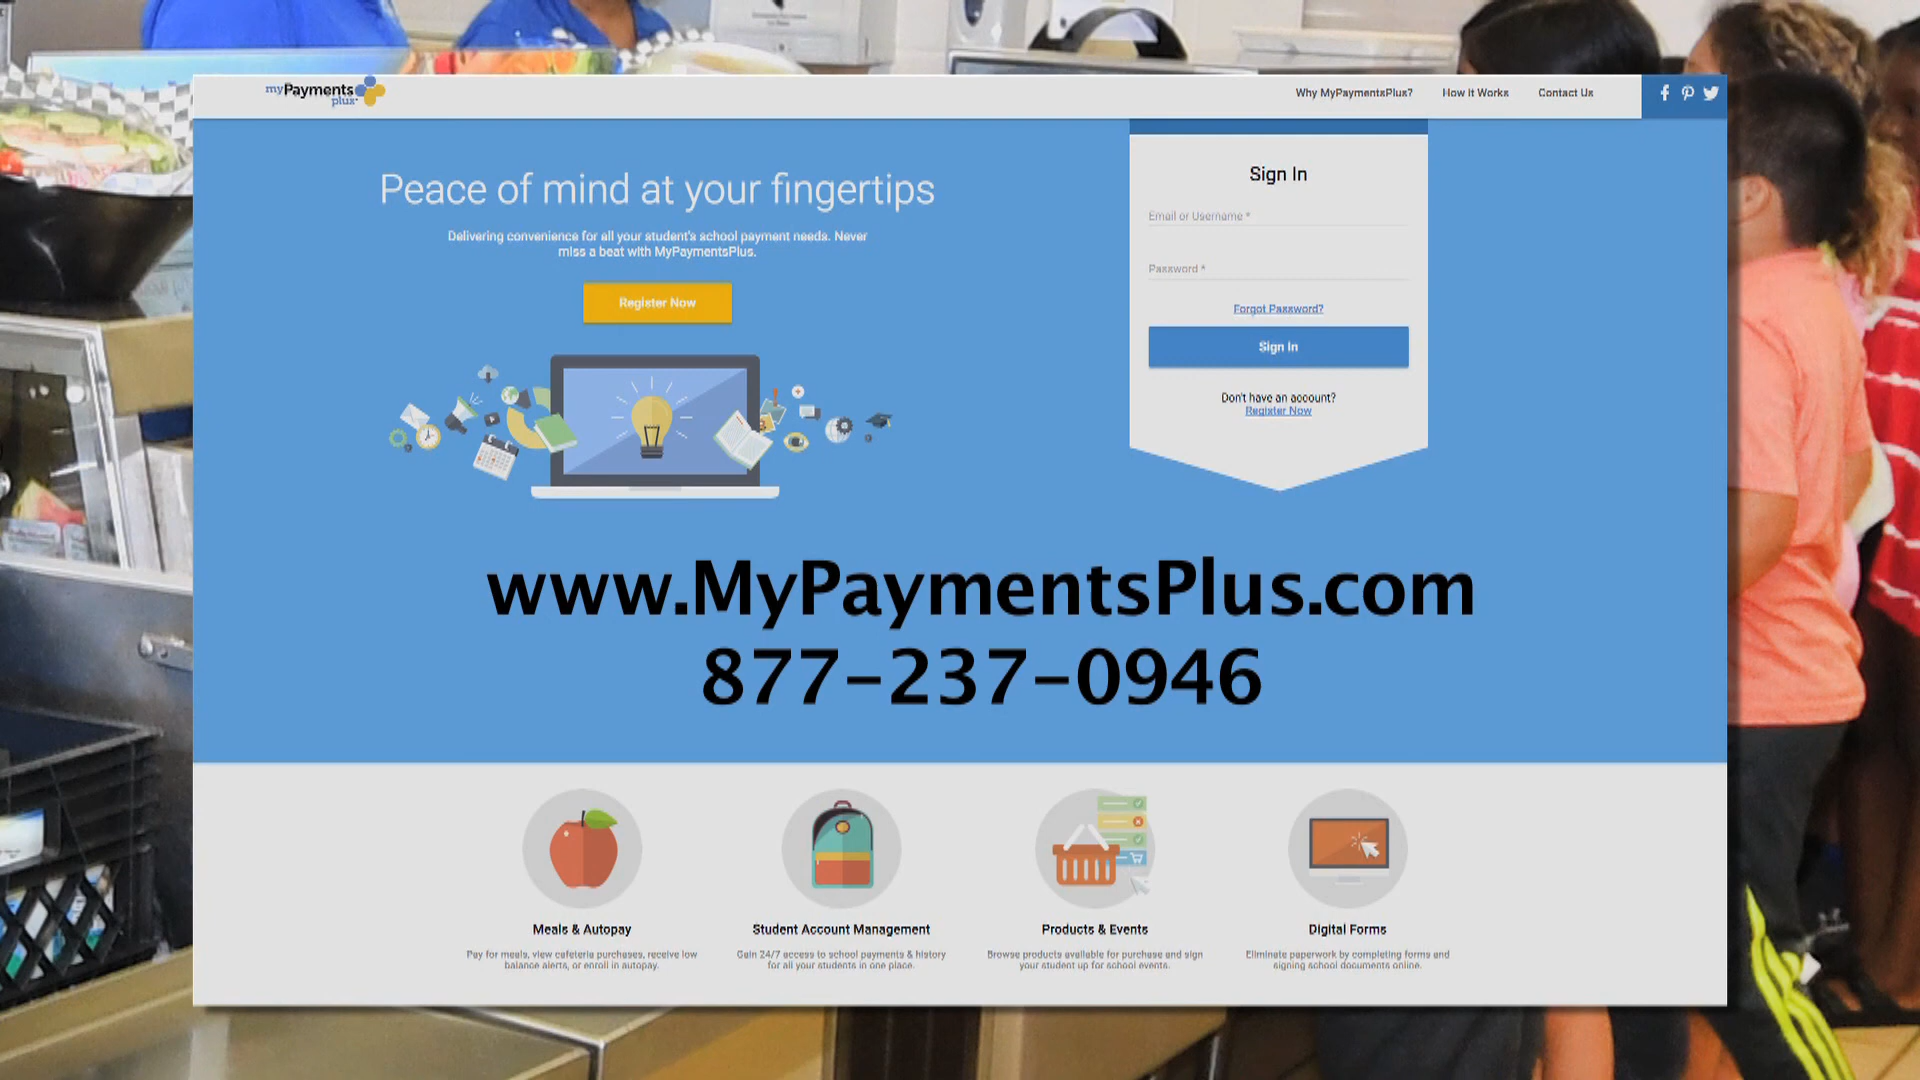 myPayments
plus
Why MyPaymentsPlus?
How It Works
Contact Us
Peace of mind at your fingertips
Delivering convenience for all your student's school payment needs. Never
miss a beat with MyPaymentsPlus.
Register Now
Sign In
Email or Username *
Password *
Forgot Password?
Sign In
Don't have an account?
Register Now
www.MyPaymentsPlus.com
877-237-0946
Meals & Autopay
Pay for meals, view cafeteria purchases, receive low
balance alerts, or enroll in autopay.
Student Account Management
Gain 24/7 access to school payments & history
for all your students in one place.
Products & Events
Browse products available for purchase and sign
your student up for school events.
Digital Forms
Eliminate paperwork by completing forms and
signing school documents online.